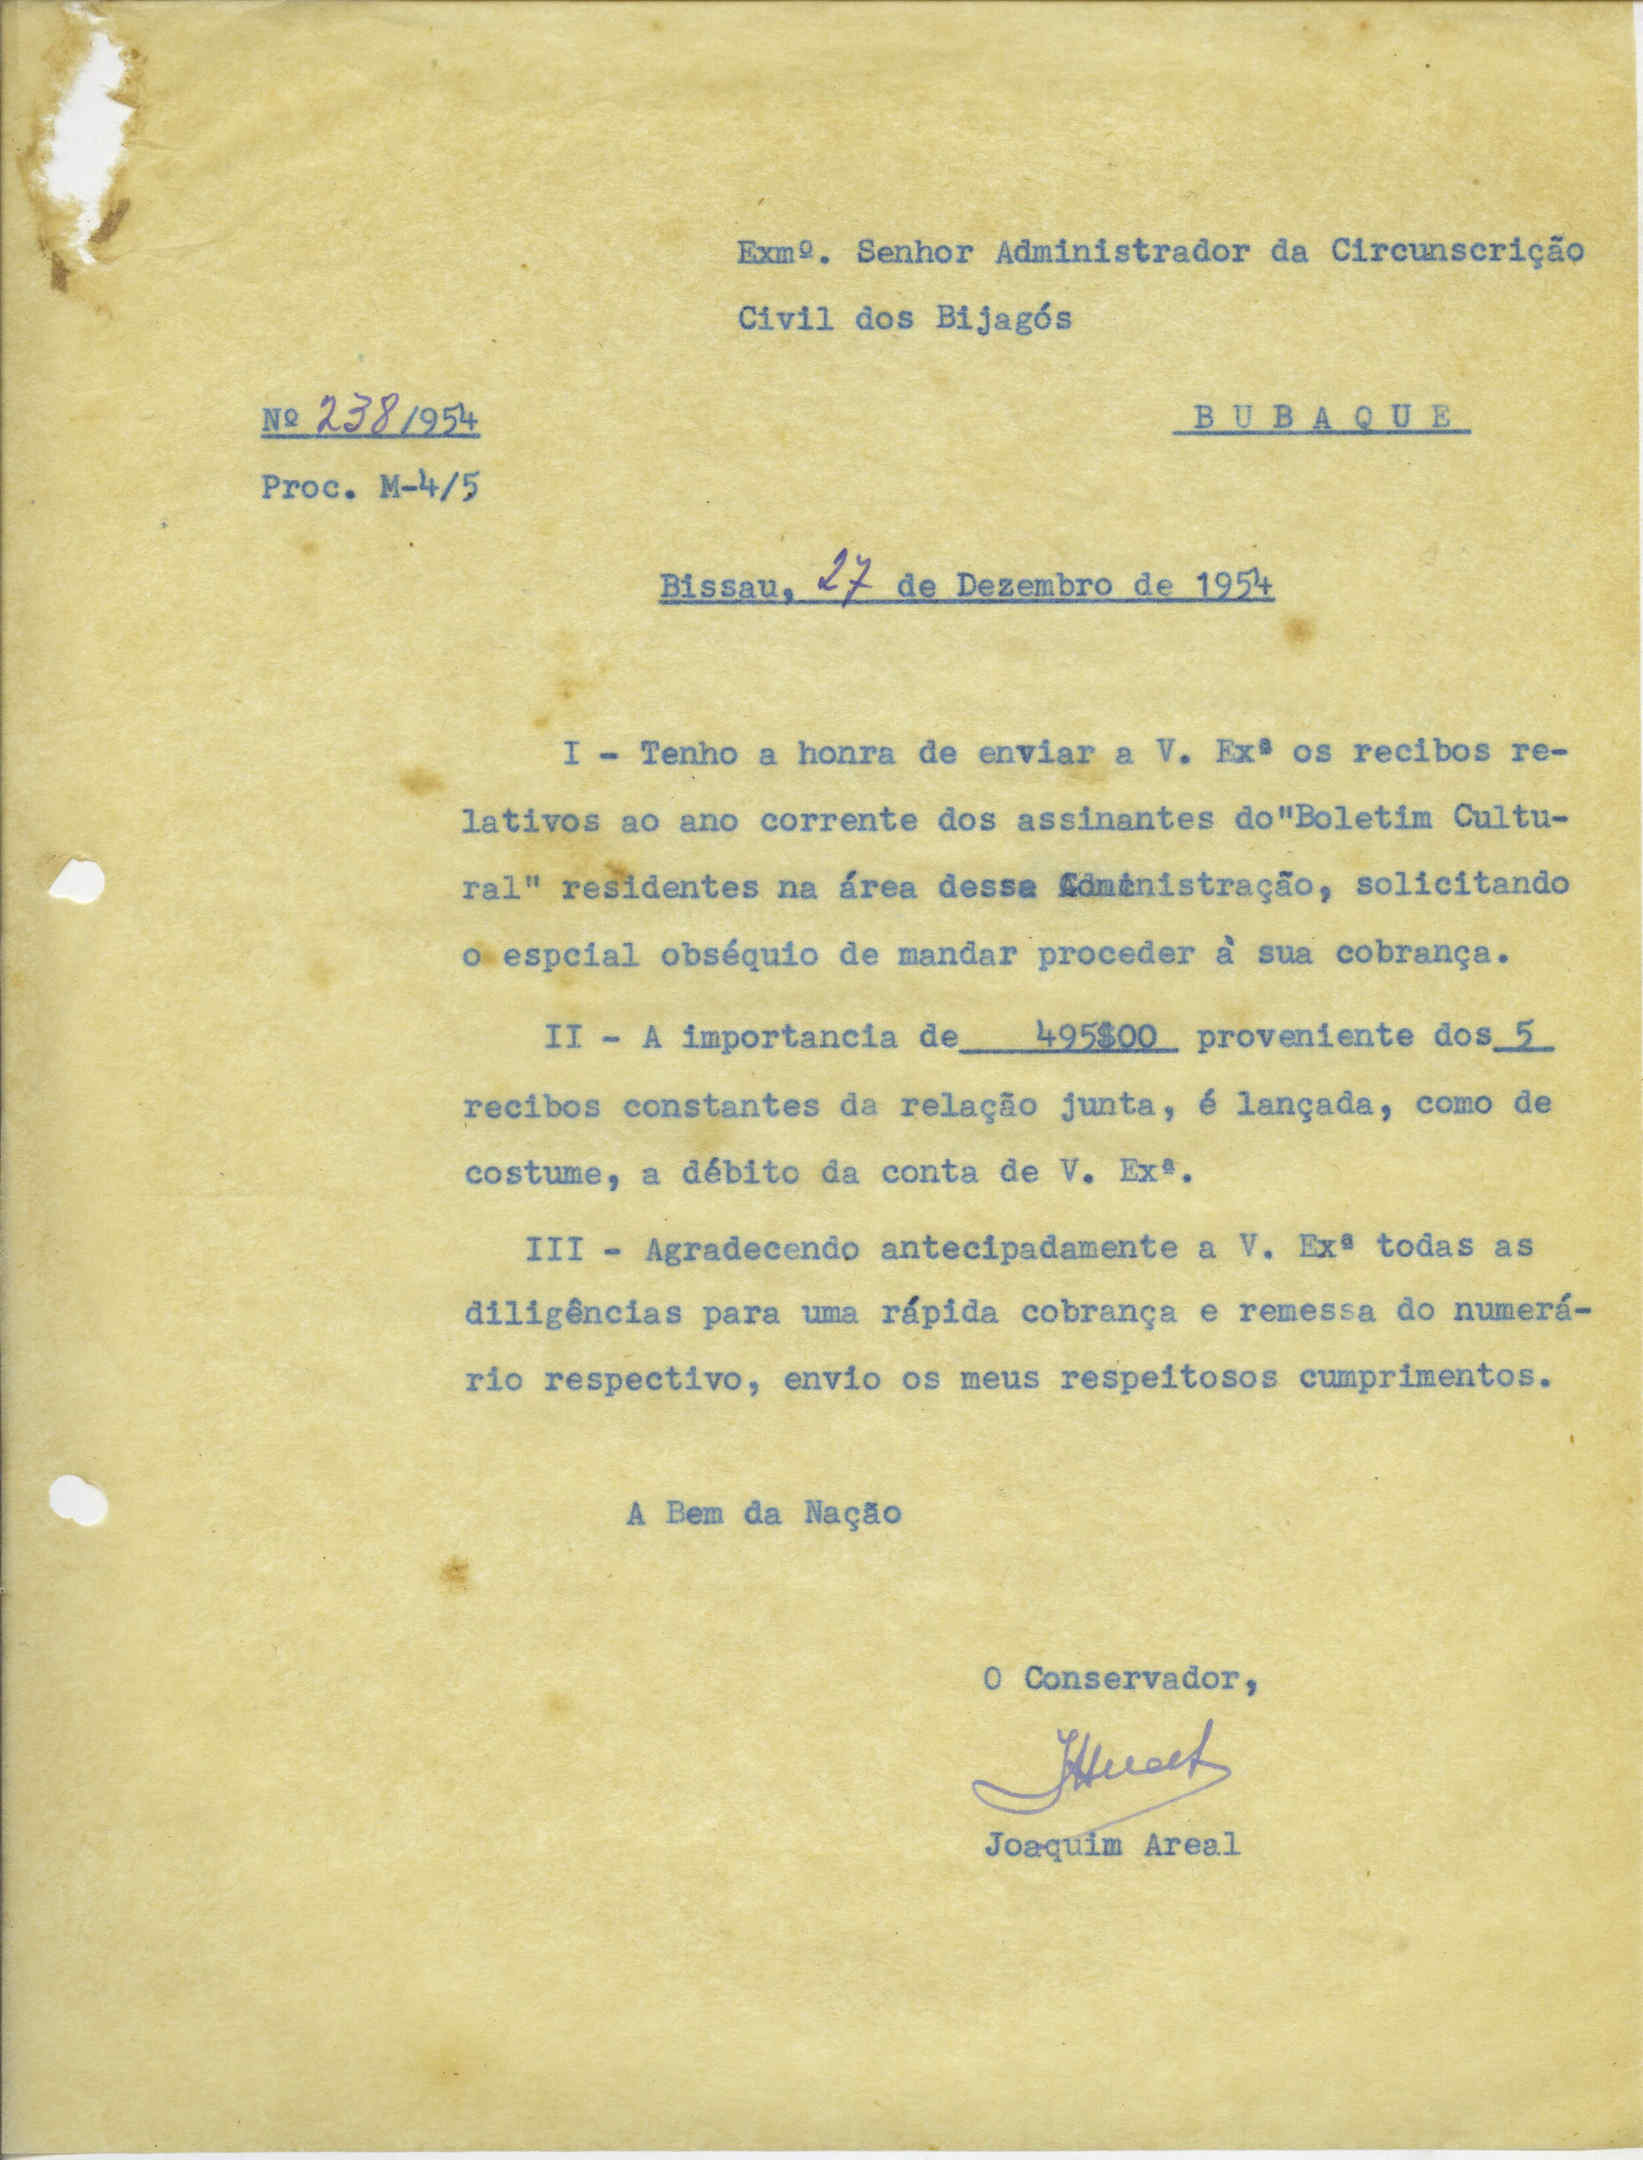 Exmº. Senhor Administrador da Circunscrição
Civil dos Bijagós
Nº 238/1954
B U B A Q U E
Proc. M-4/5
Bissau, 27 de Dezembro de 1954
I - Tenho a honra de enviar a V. Exª os recibos re-
lativos ao ano corrente dos assinantes do"Boletim Cultu-
ral" residentes na área dessa Administração, solicitando
o espcial obséquio de mandar proceder à sua cobrança.
II - A importancia de 495$00 proveniente dos 5
recibos constantes da relação junta, é lançada, como de
costume, a débito da conta de V. Exª.
III - Agradecendo antecipadamente a V. Exª todas as
diligências para uma rápida cobrança e remessa do numerá-
rio respectivo, envio os meus respeitosos cumprimentos.
A Bem da Nação
O Conservador,
Joaquim Areal